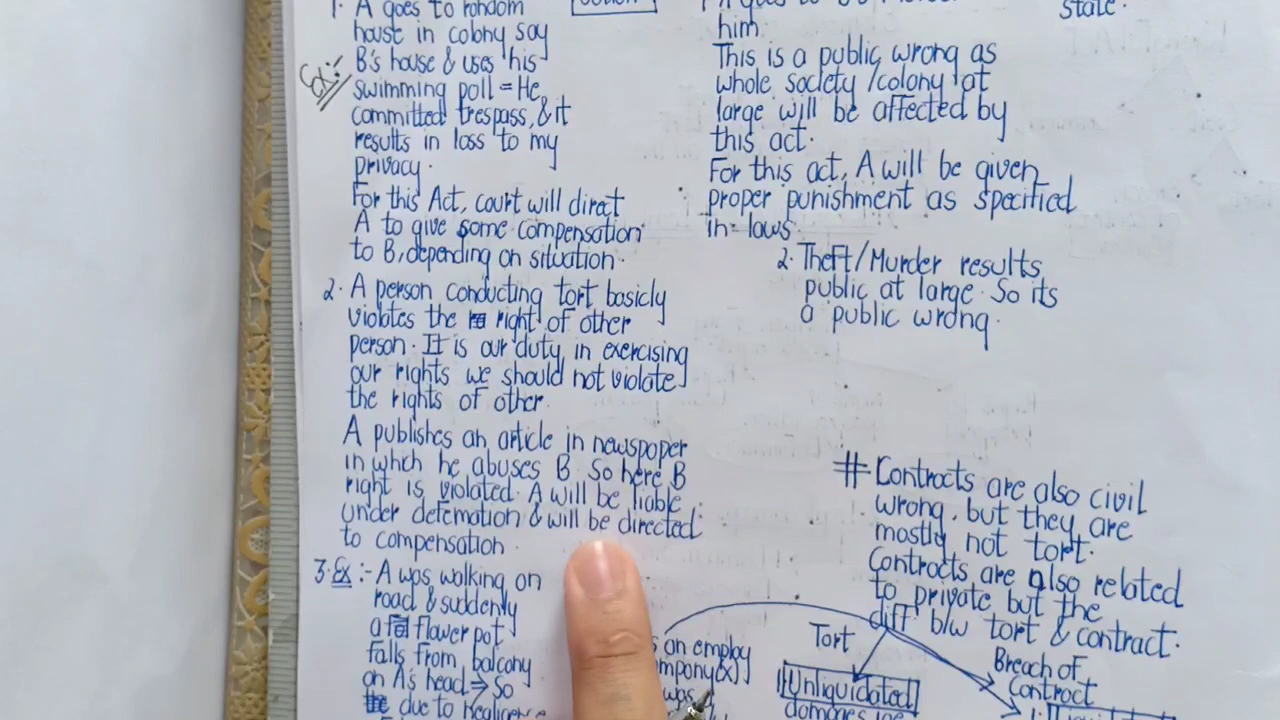 1. A goes to random
house in colony say
B's house & uses his
Ex:-
swimming poll = He
committed trespass, & it
results in loss to my
privacy.
For this Act, court will direct
A to give some compensation
to B, depending on situation.
2. A person conducting tort basicly
violates the right of other
person. It is our duty in exercising
our rights we should not violate
the rights of other.
A publishes an article in newspaper
in which he abuses B. So here B
right is violated. A will be liable
under defemation & will be directed
to compensation.
3. Ex :- A was walking on
road & suddenly
a flower pot
falls from balcony
on A's head → So
due to Negligence
him.
This is a public wrong as
whole society /colony at
large will be affected by
this act.
For this act, A will be given
proper punishment as specified
in laws.
2. Theft/Murder results
public at large. So its
a public wrong.
state.
# Contracts are also civil
wrong, but they are
mostly not tort.
Contracts are also related
to private, but the
diff b/w tort & contract.
an employ
was
Tort
Unliquidated
Breach of
Contract